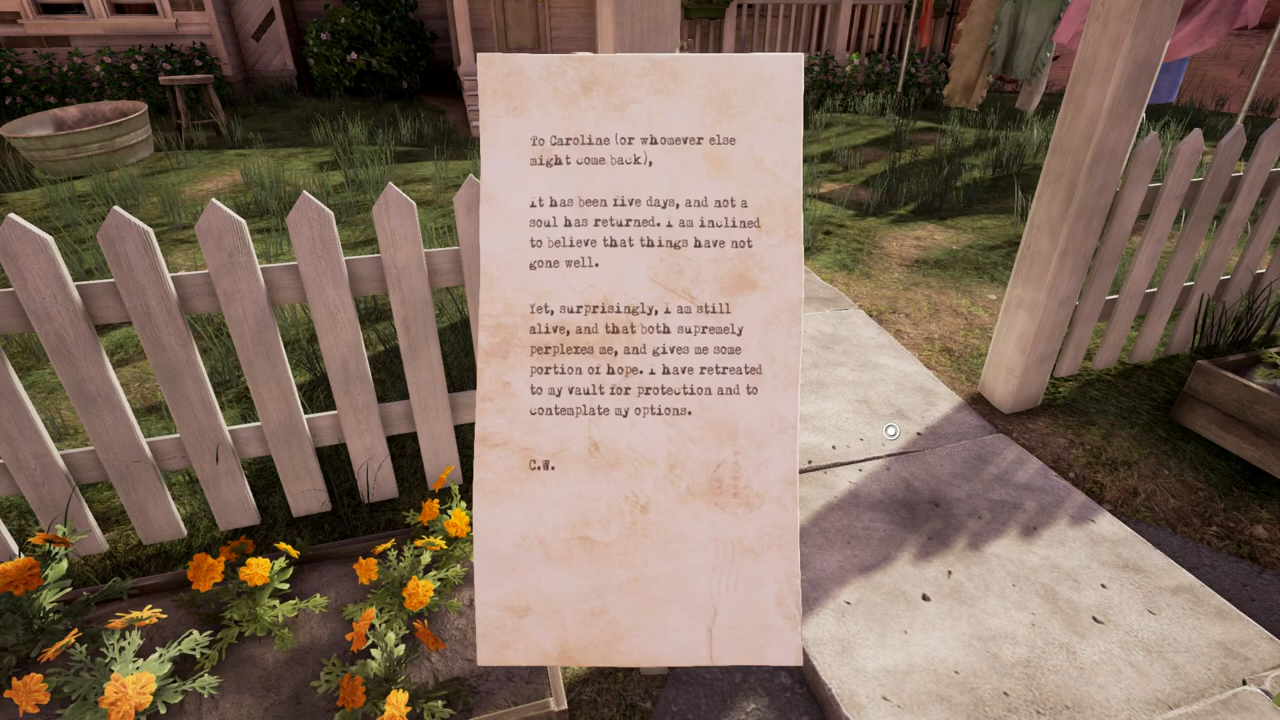 To Caroline (or whomever else
might come back),
It has been five days, and not a
soul has returned. I am inclined
to believe that things have not
gone well.
Yet, surprisingly, I am still
alive, and that both supremely
perplexes me, and gives me some
portion of hope. I have retreated
to my vault for protection and to
contemplate my options.
C.W.